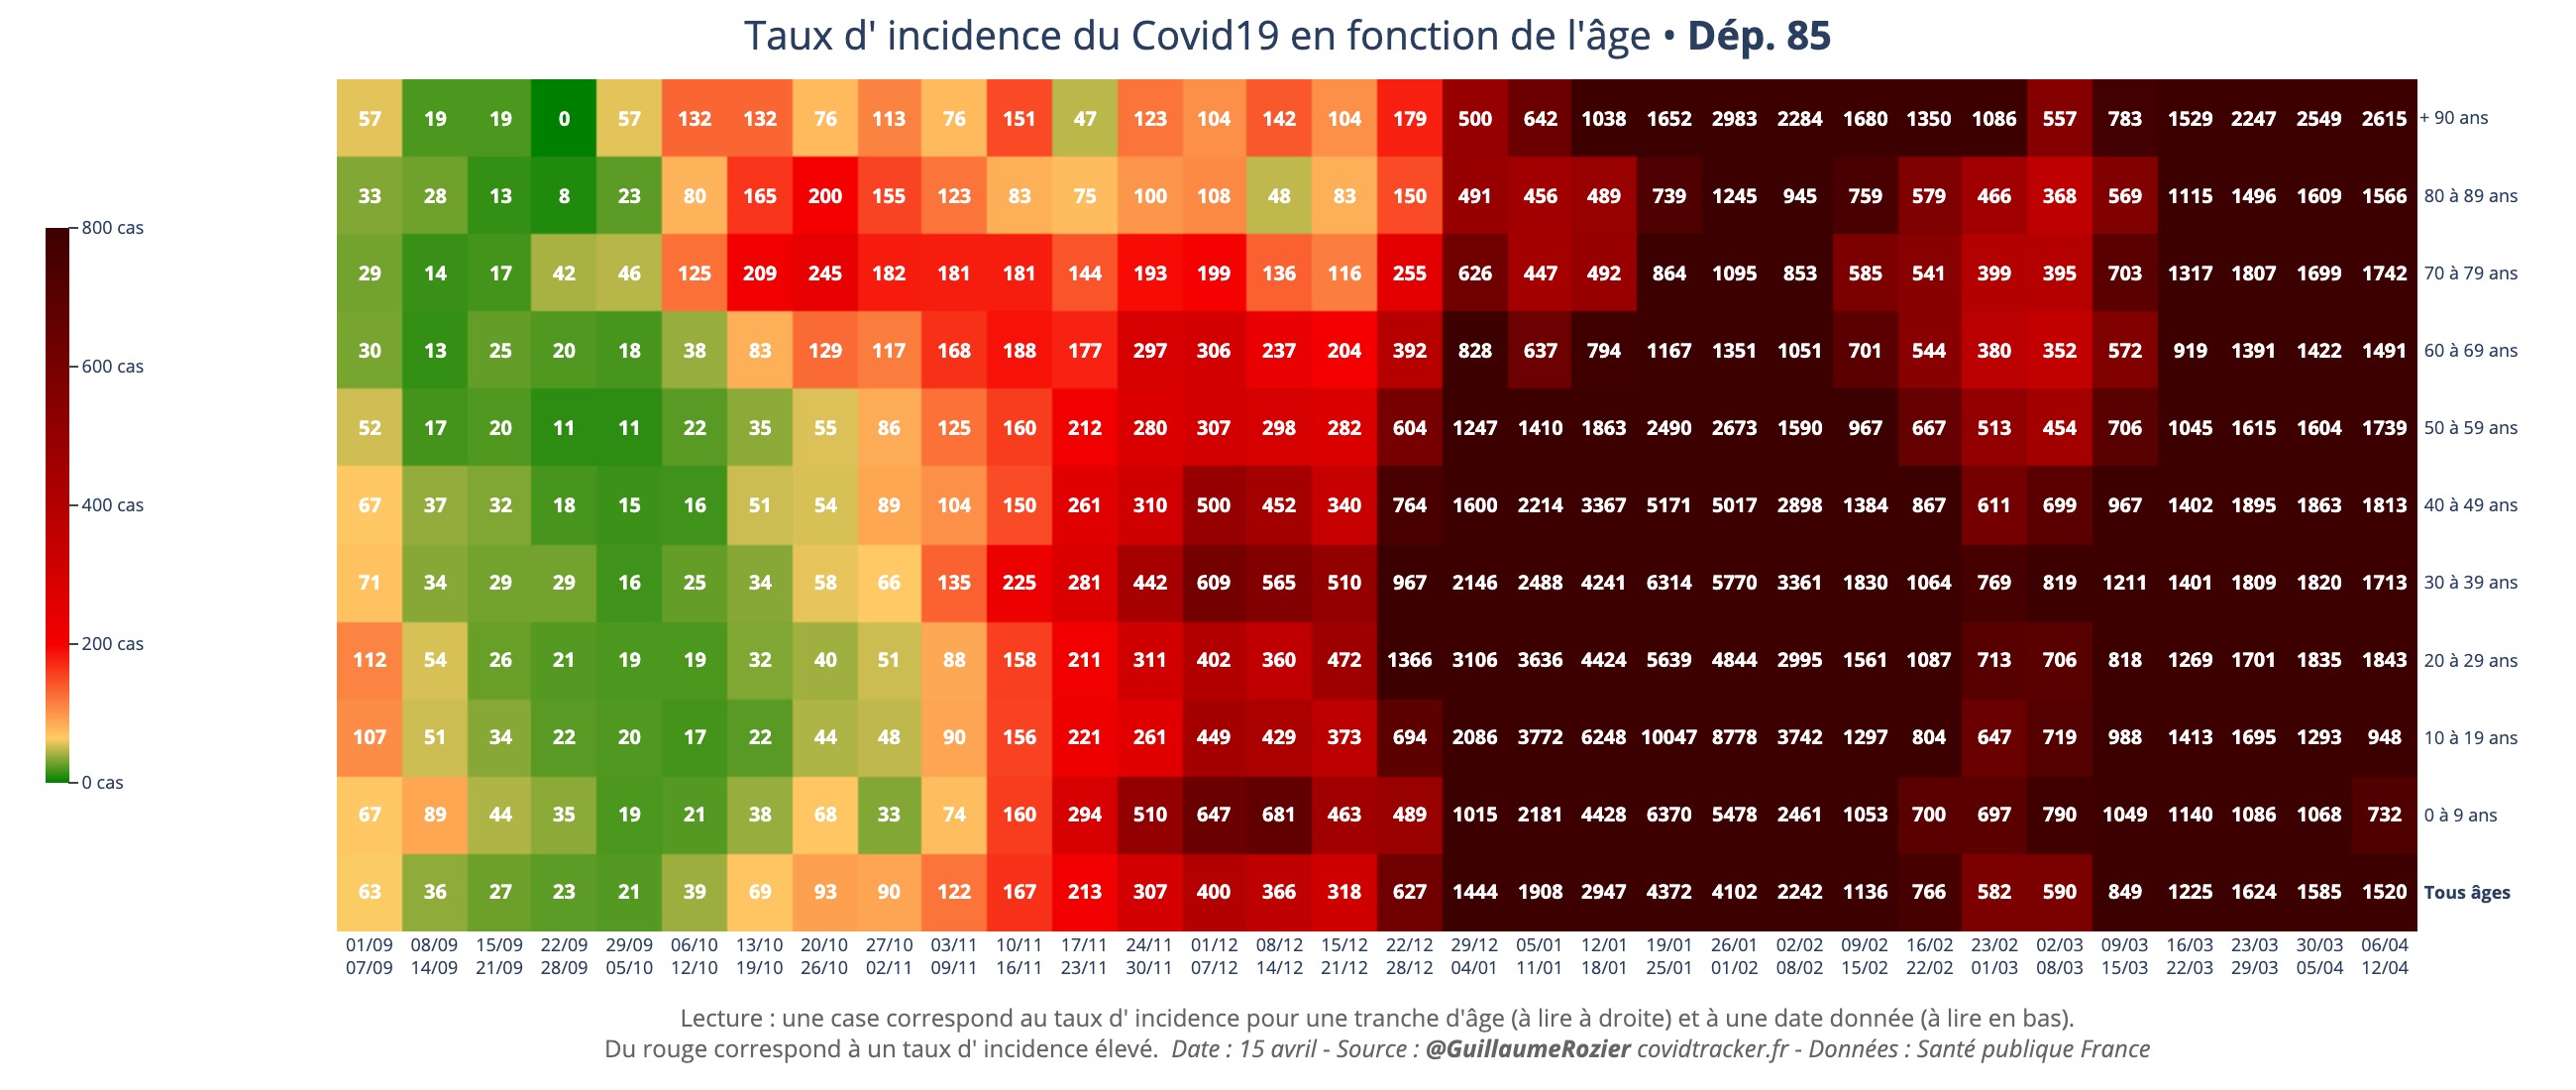 Taux d' incidence du Covid19 en fonction de l'âge • Dép. 85
800 cas
600 cas
400 cas
200 cas
0 cas
57 19 19 0 57 132 132 76 113 76 151 47 123 104 142 104 179 500 642 1038 1652 2983 2284 1680 1350 1086 557 783 1529 2247 2549 2615 + 90 ans
33 28 13 8 23 80 165 200 155 123 83 75 100 108 48 83 150 491 456 489 739 1245 945 759 579 466 368 569 1115 1496 1609 1566 80 à 89 ans
29 14 17 42 46 125 209 245 182 181 181 144 193 199 136 116 255 626 447 492 864 1095 853 585 541 399 395 703 1317 1807 1699 1742 70 à 79 ans
30 13 25 20 18 38 83 129 117 168 188 177 297 306 237 204 392 828 637 794 1167 1351 1051 701 544 380 352 572 919 1391 1422 1491 60 à 69 ans
52 17 20 11 11 22 35 55 86 125 160 212 280 307 298 282 604 1247 1410 1863 2490 2673 1590 967 667 513 454 706 1045 1615 1604 1739 50 à 59 ans
67 37 32 18 15 16 51 54 89 104 150 261 310 500 452 340 764 1600 2214 3367 5171 5017 2898 1384 867 611 699 967 1402 1895 1863 1813 40 à 49 ans
71 34 29 29 16 25 34 58 66 135 225 281 442 609 565 510 967 2146 2488 4241 6314 5770 3361 1830 1064 769 819 1211 1401 1809 1820 1713 30 à 39 ans
112 54 26 21 19 19 32 40 51 88 158 211 311 402 360 472 1366 3106 3636 4424 5639 4844 2995 1561 1087 713 706 818 1269 1701 1835 1843 20 à 29 ans
107 51 34 22 20 17 22 44 48 90 156 221 261 449 429 373 694 2086 3772 6248 10047 8778 3742 1297 804 647 719 988 1413 1695 1293 948 10 à 19 ans
67 89 44 35 19 21 38 68 33 74 160 294 510 647 681 463 489 1015 2181 4428 6370 5478 2461 1053 700 697 790 1049 1140 1086 1068 732 0 à 9 ans
63 36 27 23 21 39 69 93 90 122 167 213 307 400 366 318 627 1444 1908 2947 4372 4102 2242 1136 766 582 590 849 1225 1624 1585 1520 Tous âges
01/09 08/09 15/09 22/09 29/09 06/10 13/10 20/10 27/10 03/11 10/11 17/11 24/11 01/12 08/12 15/12 22/12 29/12 05/01 12/01 19/01 26/01 02/02 09/02 16/02 23/02 02/03 09/03 16/03 23/03 30/03 06/04
07/09 14/09 21/09 28/09 05/10 12/10 19/10 26/10 02/11 09/11 16/11 23/11 30/11 07/12 14/12 21/12 28/12 04/01 11/01 18/01 25/01 01/02 08/02 15/02 22/02 01/03 08/03 15/03 22/03 29/03 05/04 12/04
Lecture : une case correspond au taux d' incidence pour une tranche d'âge (à lire à droite) et à une date donnée (à lire en bas).
Du rouge correspond à un taux d' incidence élevé. Date : 15 avril - Source : @GuillaumeRozier covidtracker.fr - Données : Santé publique France